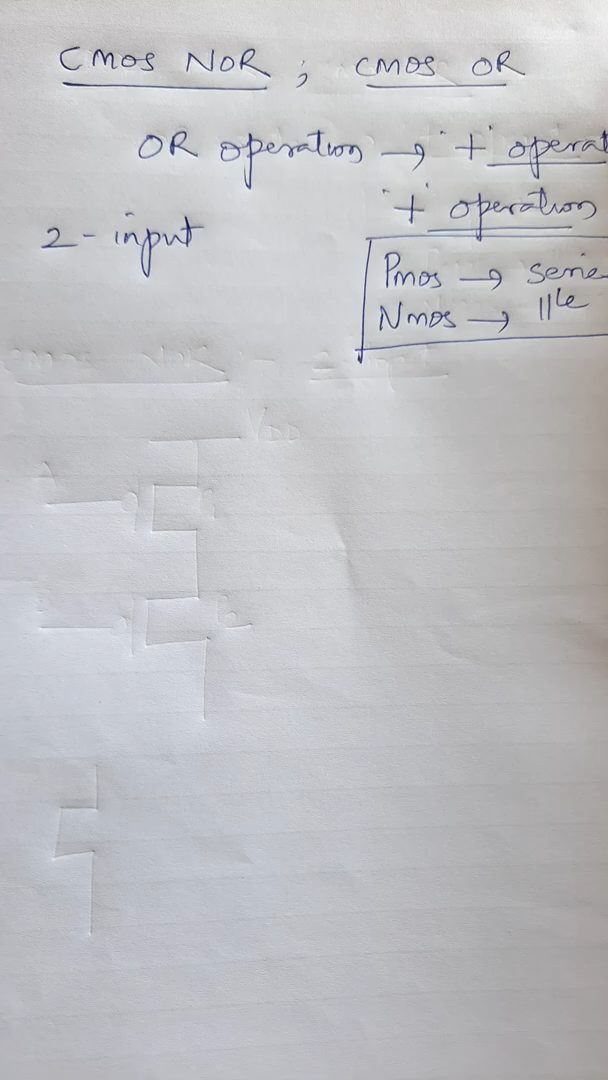 CMOS NOR ; CMOS OR
OR operation → "+" operat
"+" operation
2-input
Pmos → serie
Nmos → ||le
VDD
A